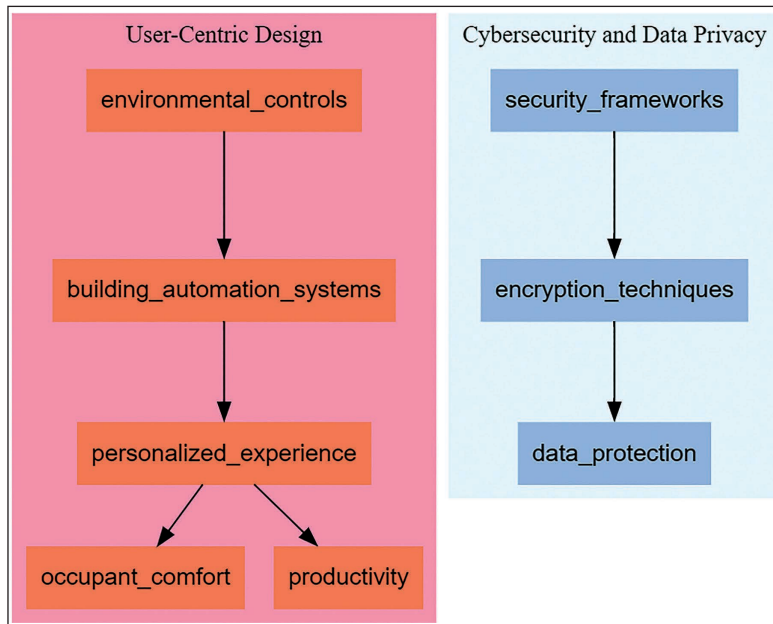 User-Centric Design
environmental_controls
building_automation_systems
personalized_experience
occupant_comfort
productivity
Cybersecurity and Data Privacy
security_frameworks
encryption_techniques
data_protection